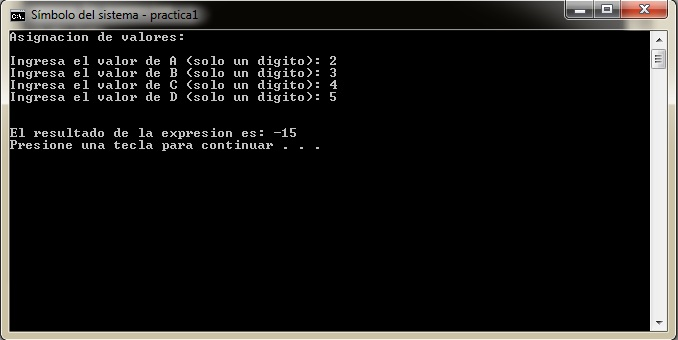 Símbolo del sistema - practica1
Asignacion de valores:
Ingresa el valor de A (solo un digito): 2
Ingresa el valor de B (solo un digito): 3
Ingresa el valor de C (solo un digito): 4
Ingresa el valor de D (solo un digito): 5
El resultado de la expresion es: -15
Presione una tecla para continuar . . .